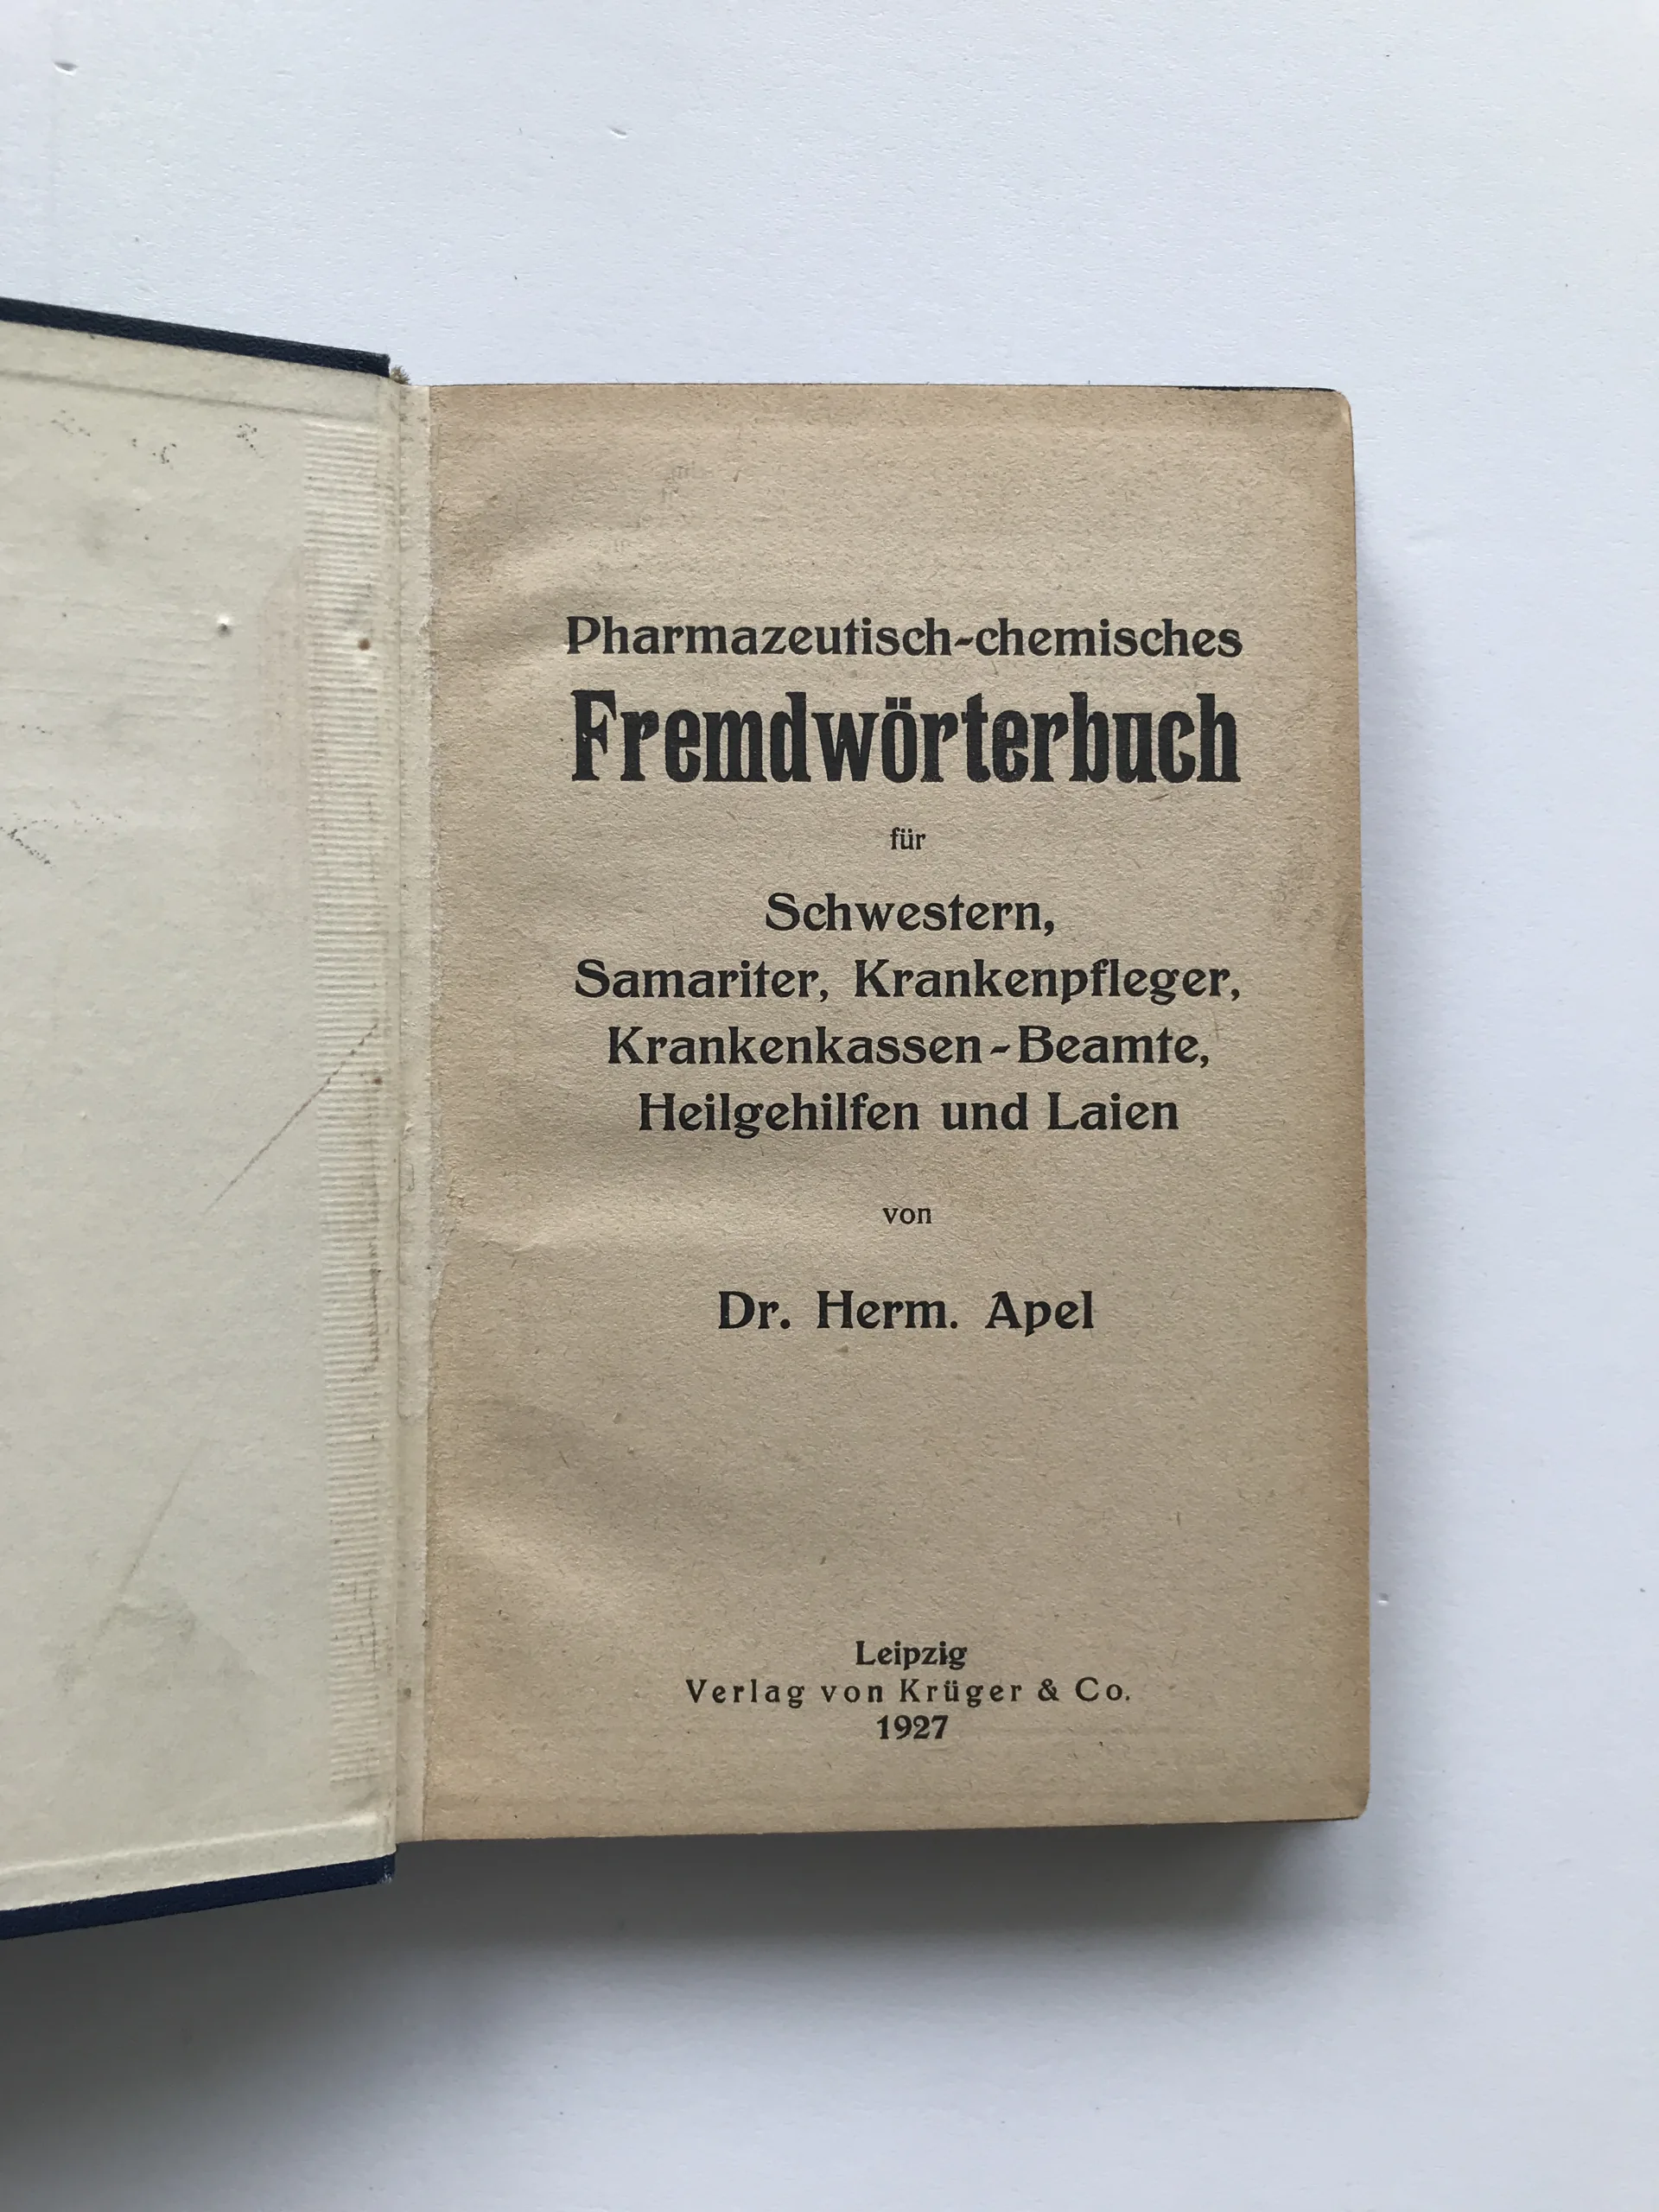 Pharmazeutisch-chemisches
Fremdwörterbuch
für
Schwestern,
Samariter, Krankenpfleger,
Krankenkassen-Beamte,
Heilgehilfen und Laien
von
Dr. Herm. Apel
Leipzig
Verlag von Krüger & Co.
1927